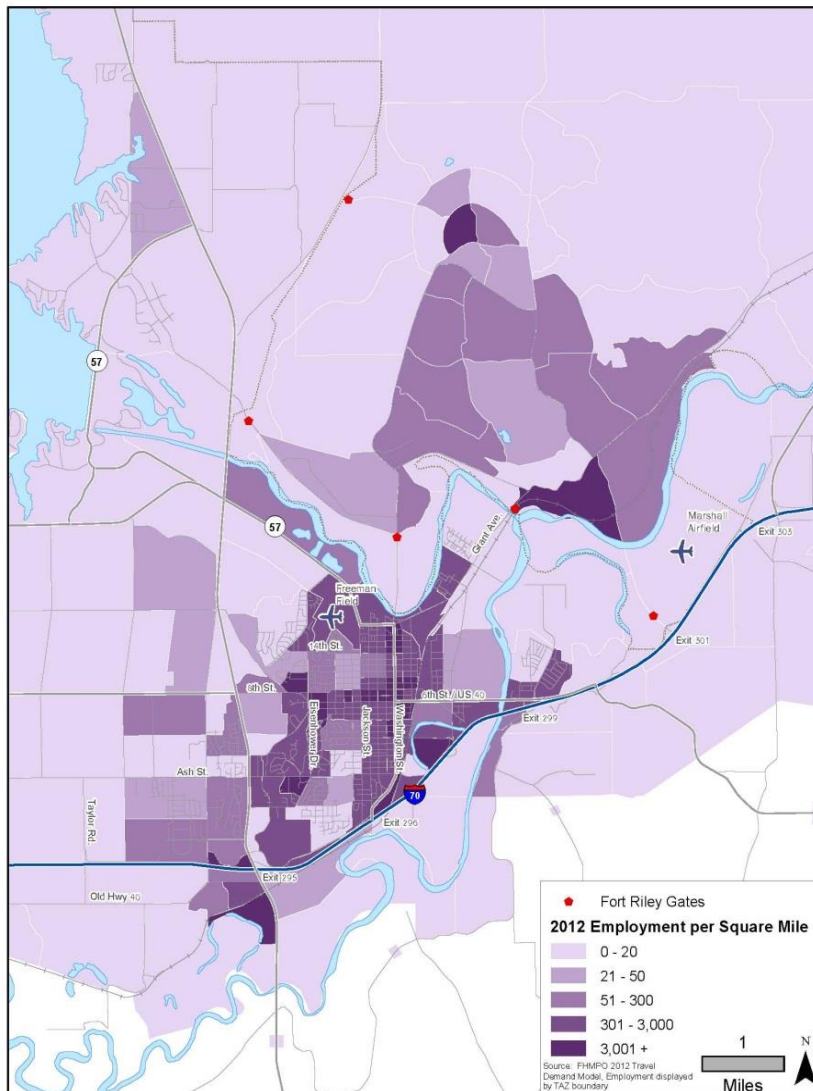 57
57
Grant Ave.
Marshall
Airfield
Exit 303
Freeman
Field
Exit 301
14th St.
8th St.
6th St. / US 40
Exit 299
Eisenhower Dr.
Jackson St.
Washington St.
Ash St.
70
Taylor Rd.
Exit 296
Exit 295
Old Hwy 40
Fort Riley Gates
2012 Employment per Square Mile
0 - 20
21 - 50
51 - 300
301 - 3,000
3,001 +
Source: FHMPO 2012 Travel
Demand Model, Employment displayed
by TAZ boundary
1
Miles
N